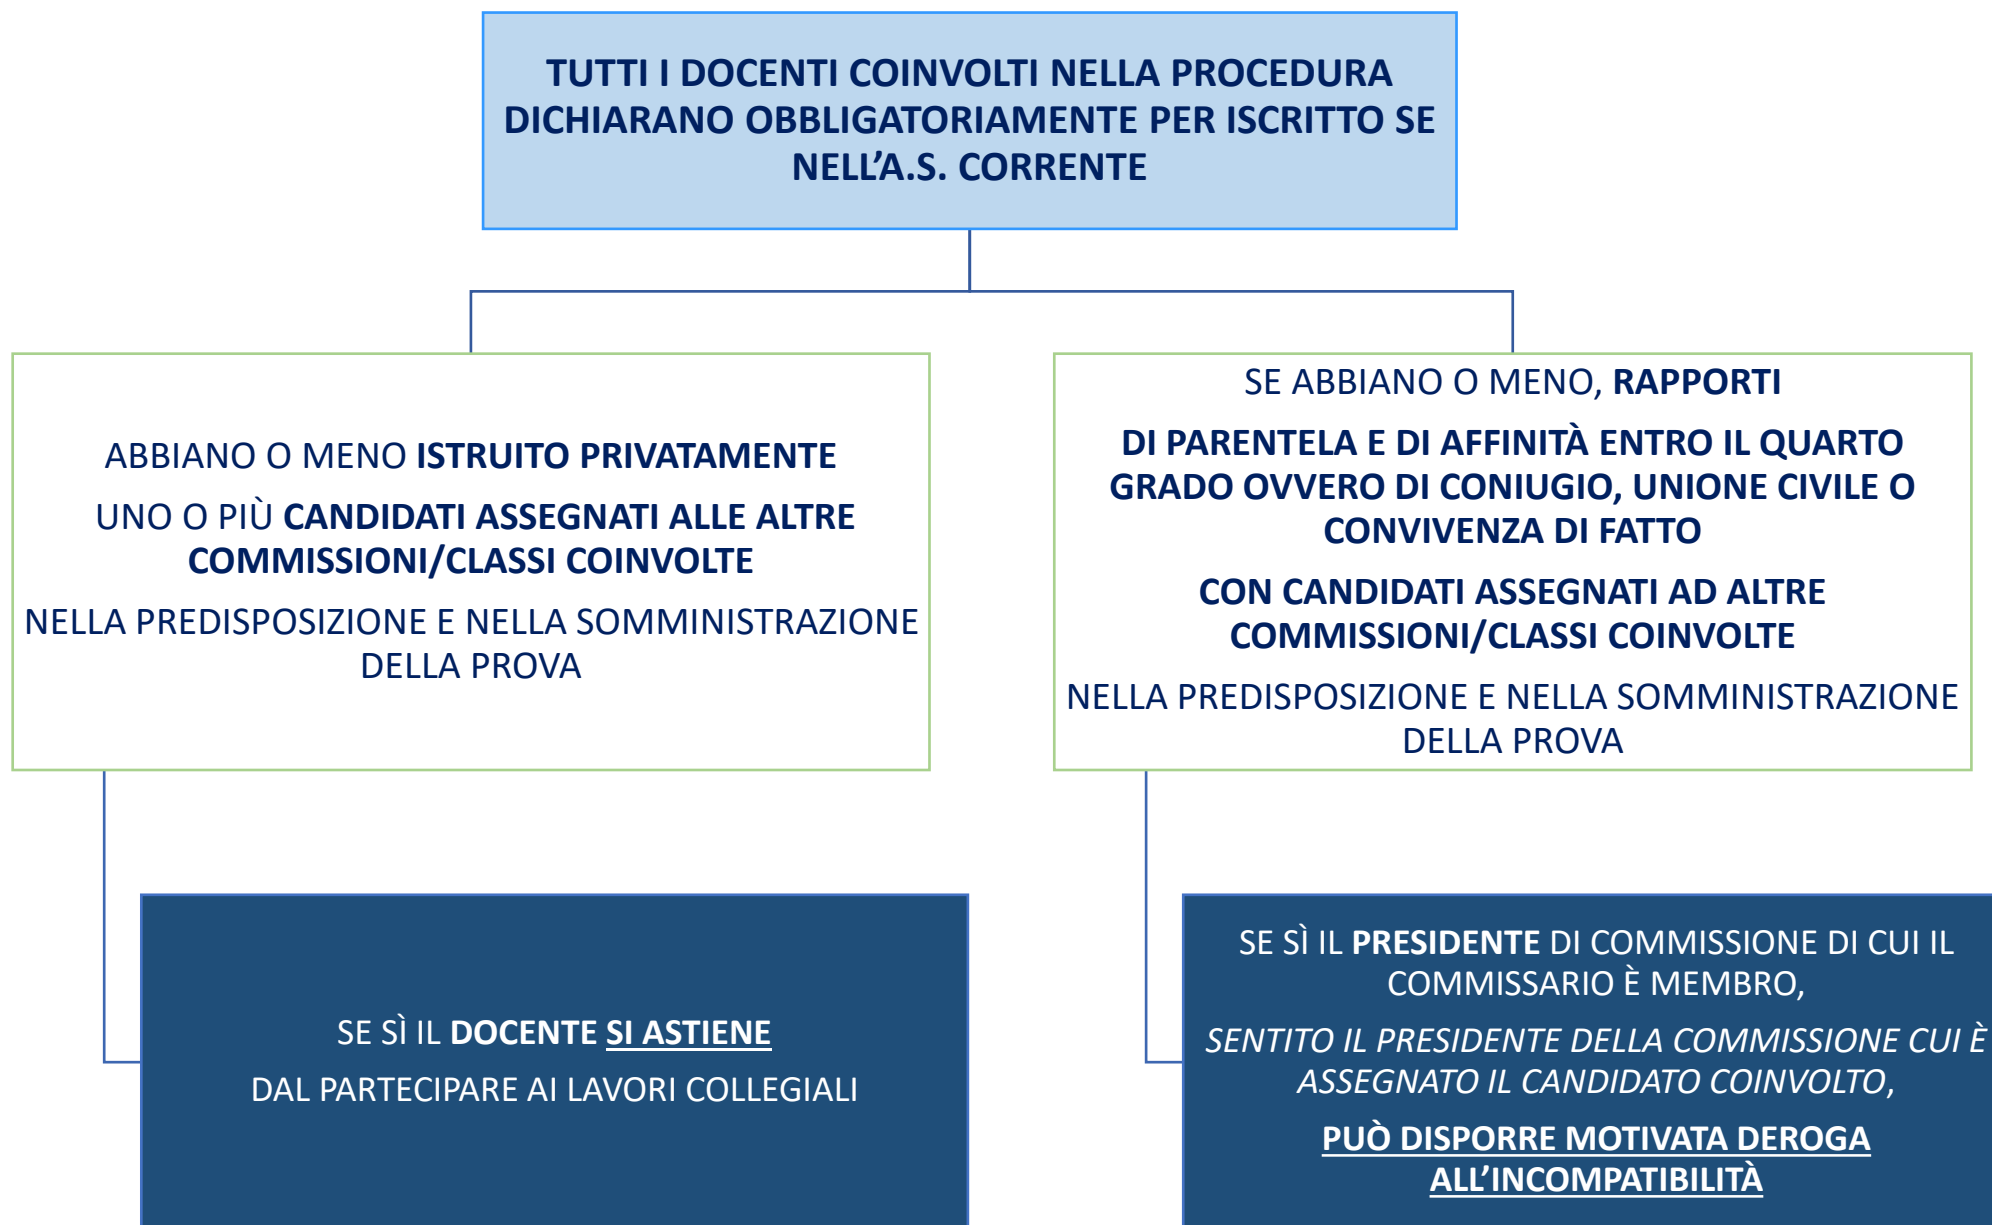 TUTTI I DOCENTI COINVOLTI NELLA PROCEDURA
DICHIARANO OBBLIGATORIAMENTE PER ISCRITTO SE
NELL’A.S. CORRENTE
ABBIANO O MENO ISTRUITO PRIVATAMENTE
UNO O PIÙ CANDIDATI ASSEGNATI ALLE ALTRE
COMMISSIONI/CLASSI COINVOLTE
NELLA PREDISPOSIZIONE E NELLA SOMMINISTRAZIONE
DELLA PROVA
SE SÌ IL DOCENTE SI ASTIENE
DAL PARTECIPARE AI LAVORI COLLEGIALI
SE ABBIANO O MENO, RAPPORTI
DI PARENTELA E DI AFFINITÀ ENTRO IL QUARTO
GRADO OVVERO DI CONIUGIO, UNIONE CIVILE O
CONVIVENZA DI FATTO
CON CANDIDATI ASSEGNATI AD ALTRE
COMMISSIONI/CLASSI COINVOLTE
NELLA PREDISPOSIZIONE E NELLA SOMMINISTRAZIONE
DELLA PROVA
SE SÌ IL PRESIDENTE DI COMMISSIONE DI CUI IL
COMMISSARIO È MEMBRO,
SENTITO IL PRESIDENTE DELLA COMMISSIONE CUI È
ASSEGNATO IL CANDIDATO COINVOLTO,
PUÒ DISPORRE MOTIVATA DEROGA
ALL’INCOMPATIBILITÀ